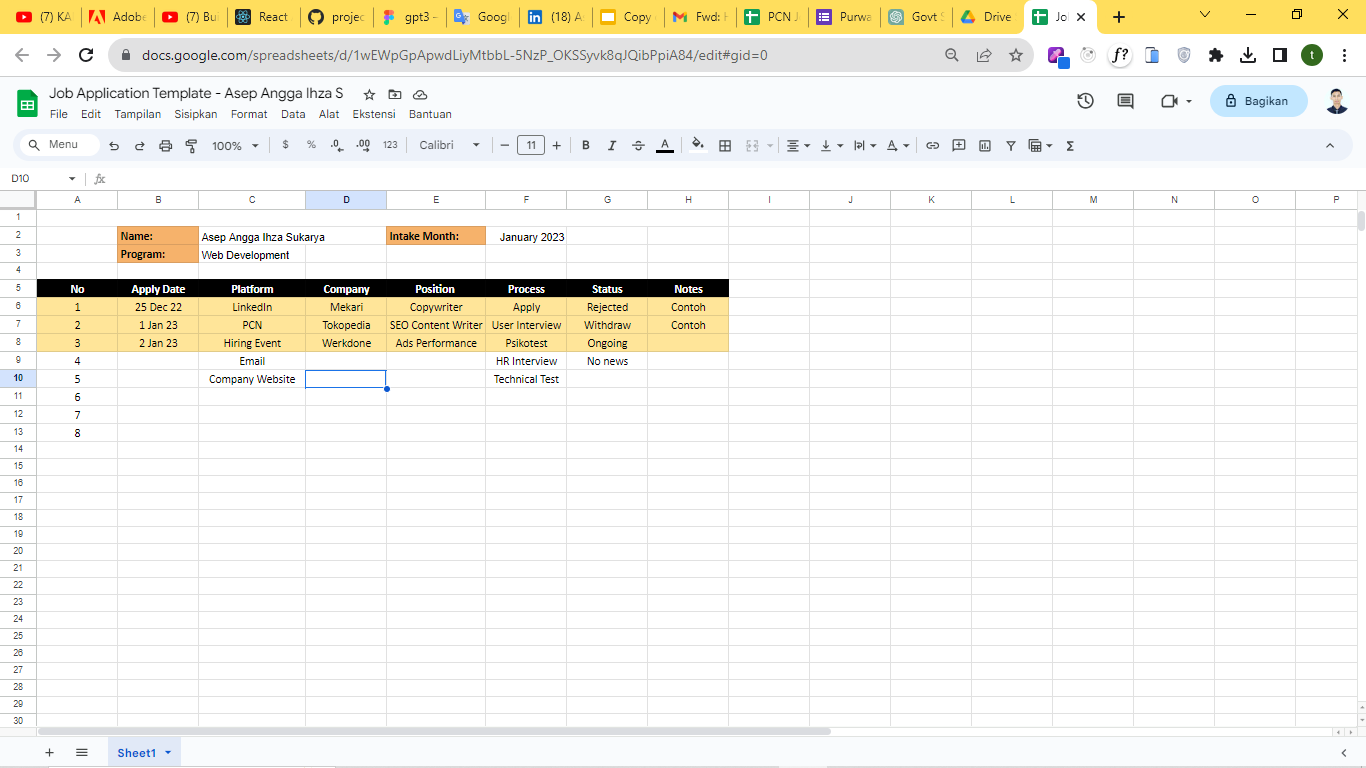 (7) KA
Adobe
(7) Bui
React
projec
gpt3 -
Googl
(18) A
Copy
Fwd: H
PCN J
Purwa
Govt S
Drive
Jo
docs.google.com/spreadsheets/d/1wEWpGpApwdLiyMtbbL-5NzP_OKSSyvk8qJQibPpiA84/edit#gid=0
f?
t
Job Application Template - Asep Angga Ihza S
File Edit Tampilan Sisipkan Format Data Alat Ekstensi Bantuan
Bagikan
Menu 100% $ % .0 .00 123 Calibri 11 B I A
D10 fx
A B C D E F G H I J K L M N O P
1
2 Name: Asep Angga Ihza Sukarya Intake Month: January 2023
3 Program: Web Development
4
5 No Apply Date Platform Company Position Process Status Notes
6 1 25 Dec 22 LinkedIn Mekari Copywriter Apply Rejected Contoh
7 2 1 Jan 23 PCN Tokopedia SEO Content Writer User Interview Withdraw Contoh
8 3 2 Jan 23 Hiring Event Werkdone Ads Performance Psikotest Ongoing
9 4 Email HR Interview No news
10 5 Company Website Technical Test
11 6
12 7
13 8
14
15
16
17
18
19
20
21
22
23
24
25
26
27
28
29
30
Sheet1